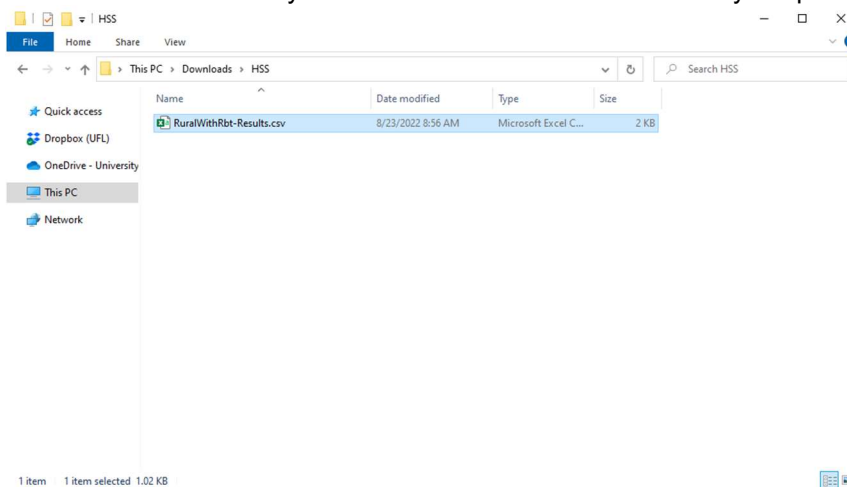 HSS
File Home Share View
This PC > Downloads > HSS
Search HSS
Name Date modified Type Size
Quick access
RuralWithRbt-Results.csv 8/23/2022 8:56 AM Microsoft Excel C... 2 KB
Dropbox (UFL)
OneDrive - University
This PC
Network
1 item 1 item selected 1.02 KB